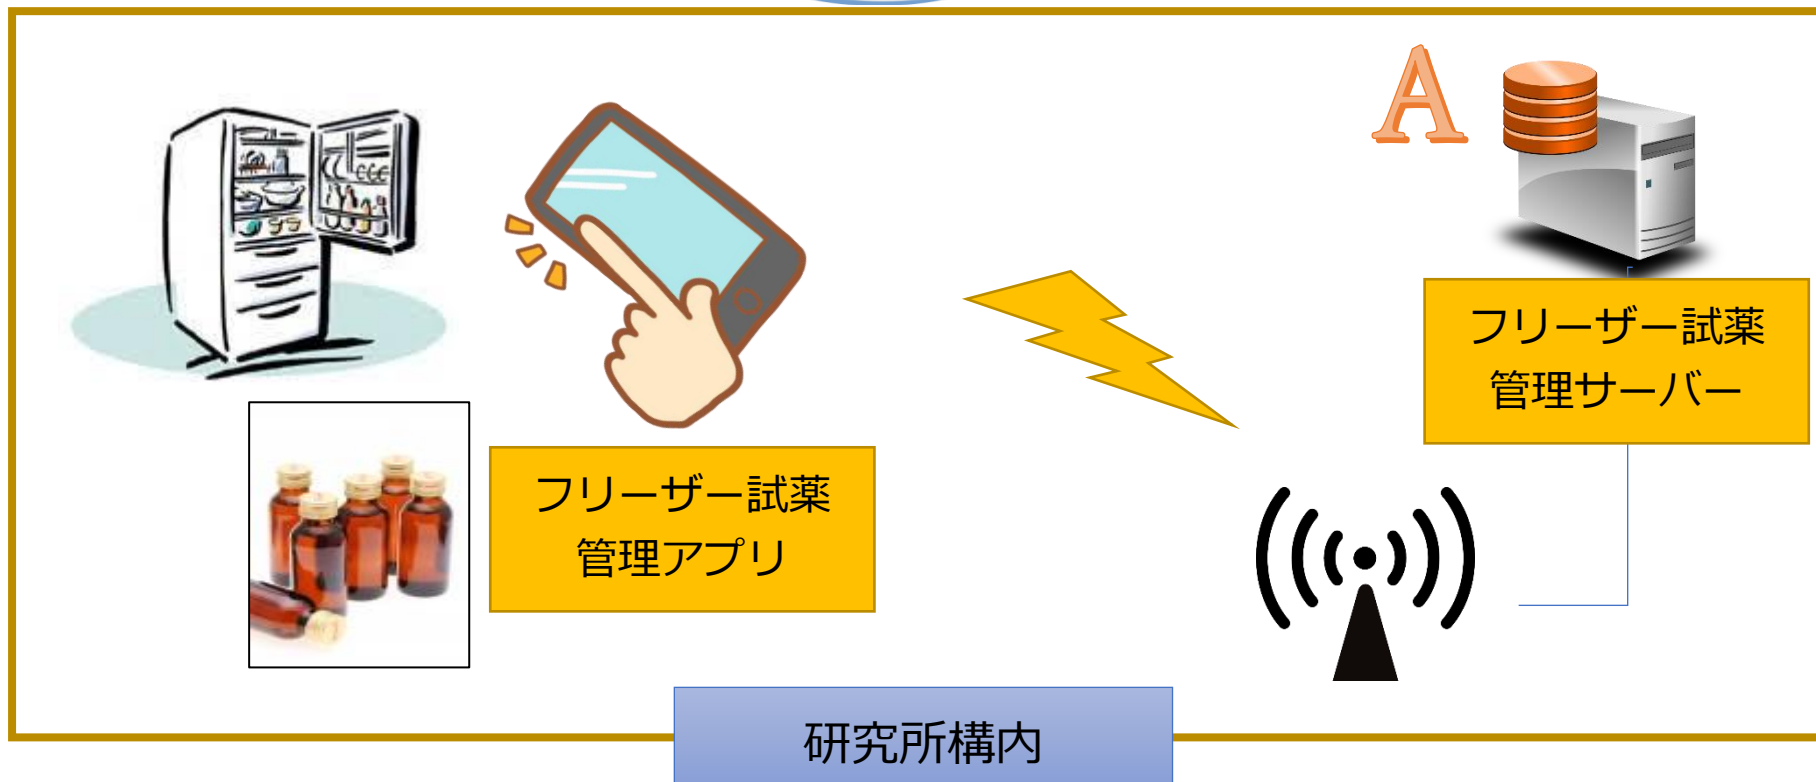 A
フリーザー試薬
管理サーバー
フリーザー試薬
管理アプリ
研究所構内